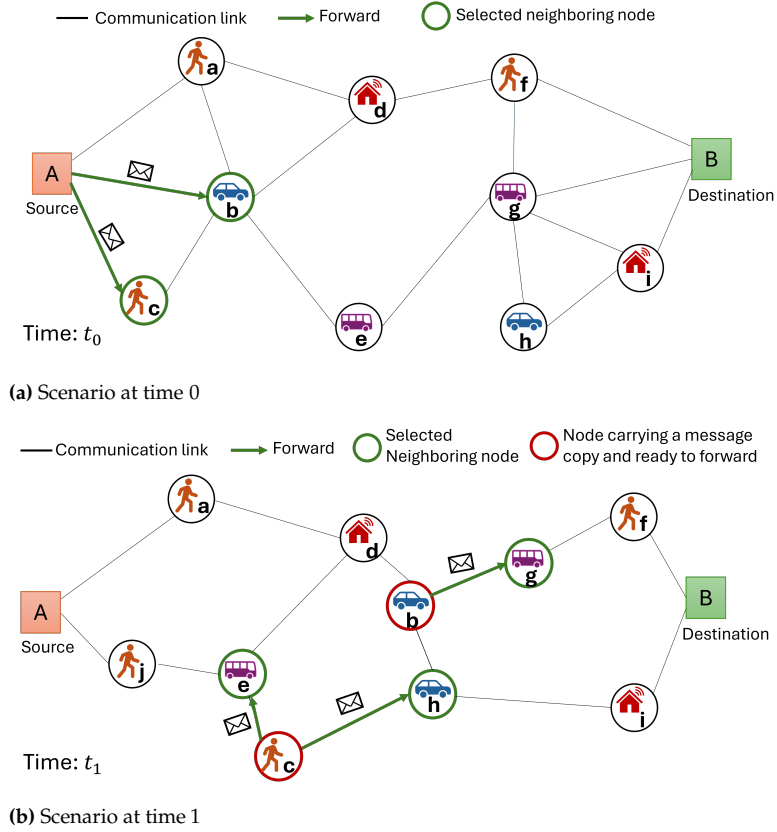 Communication link Forward Selected neighboring node
a
d
f
A
B
Source
b
g
Destination
c
i
Time: t₀
e
h
(a) Scenario at time 0
Communication link Forward Selected
Neighboring node Node carrying a message
copy and ready to forward
a
f
d
g
A
b
B
Source
Destination
j
e
h
i
c
Time: t₁
(b) Scenario at time 1